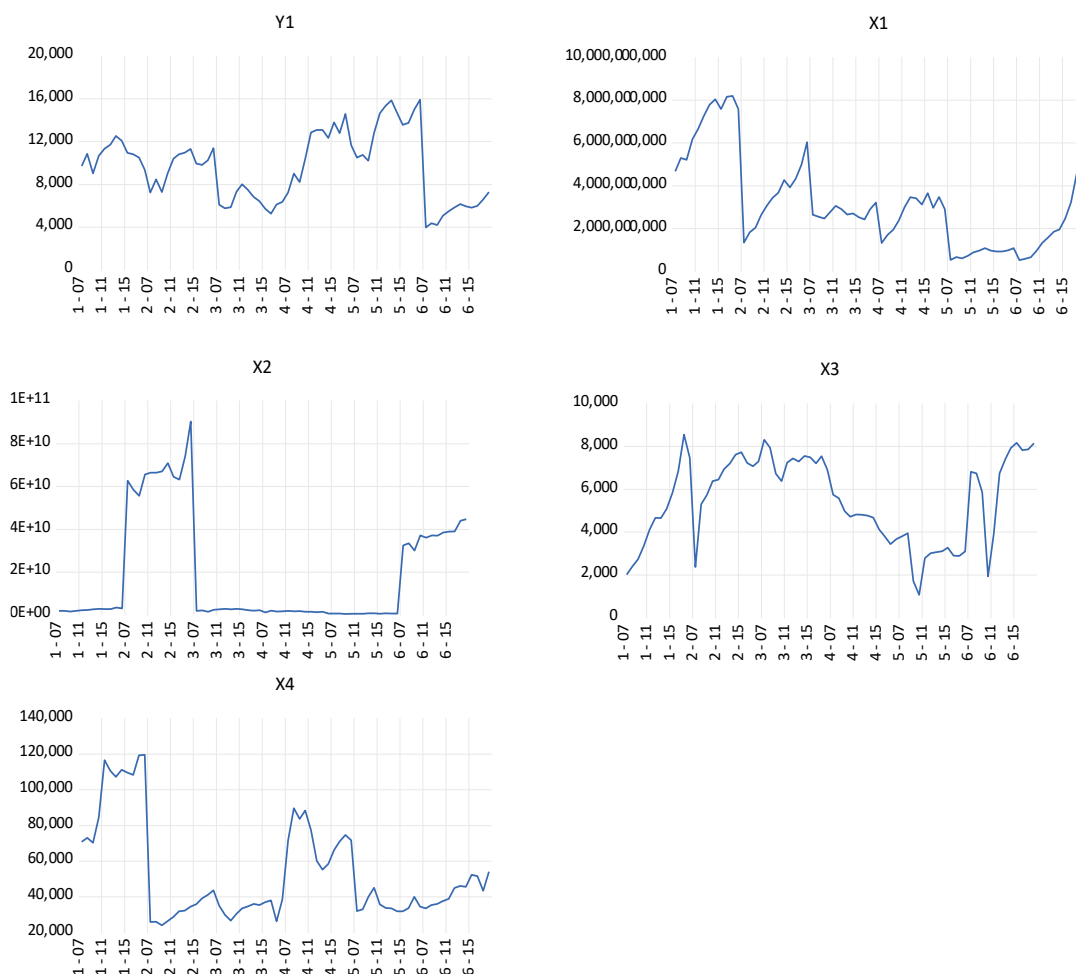 Y1
20,000
16,000
12,000
8,000
4,000
0
1 - 07
1 - 11
1 - 15
2 - 07
2 - 11
2 - 15
3 - 07
3 - 11
3 - 15
4 - 07
4 - 11
4 - 15
5 - 07
5 - 11
5 - 15
6 - 07
6 - 11
6 - 15
X1
10,000,000,000
8,000,000,000
6,000,000,000
4,000,000,000
2,000,000,000
0
1 - 07
1 - 11
1 - 15
2 - 07
2 - 11
2 - 15
3 - 07
3 - 11
3 - 15
4 - 07
4 - 11
4 - 15
5 - 07
5 - 11
5 - 15
6 - 07
6 - 11
6 - 15
X2
1E+11
8E+10
6E+10
4E+10
2E+10
0E+00
1 - 07
1 - 11
1 - 15
2 - 07
2 - 11
2 - 15
3 - 07
3 - 11
3 - 15
4 - 07
4 - 11
4 - 15
5 - 07
5 - 11
5 - 15
6 - 07
6 - 11
6 - 15
X3
10,000
8,000
6,000
4,000
2,000
0
1 - 07
1 - 11
1 - 15
2 - 07
2 - 11
2 - 15
3 - 07
3 - 11
3 - 15
4 - 07
4 - 11
4 - 15
5 - 07
5 - 11
5 - 15
6 - 07
6 - 11
6 - 15
X4
140,000
120,000
100,000
80,000
60,000
40,000
20,000
1 - 07
1 - 11
1 - 15
2 - 07
2 - 11
2 - 15
3 - 07
3 - 11
3 - 15
4 - 07
4 - 11
4 - 15
5 - 07
5 - 11
5 - 15
6 - 07
6 - 11
6 - 15